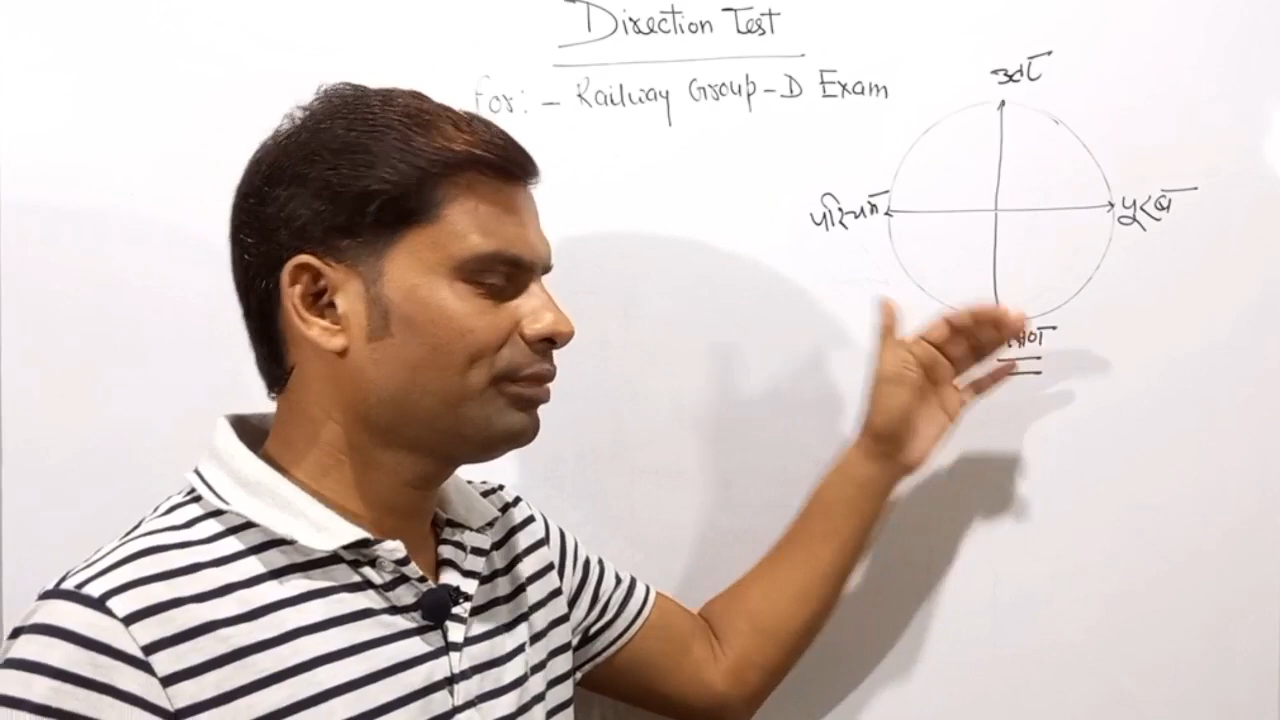 Direction Test
For: - Railway Group-D Exam
उत्तर
पश्चिम
पूरब